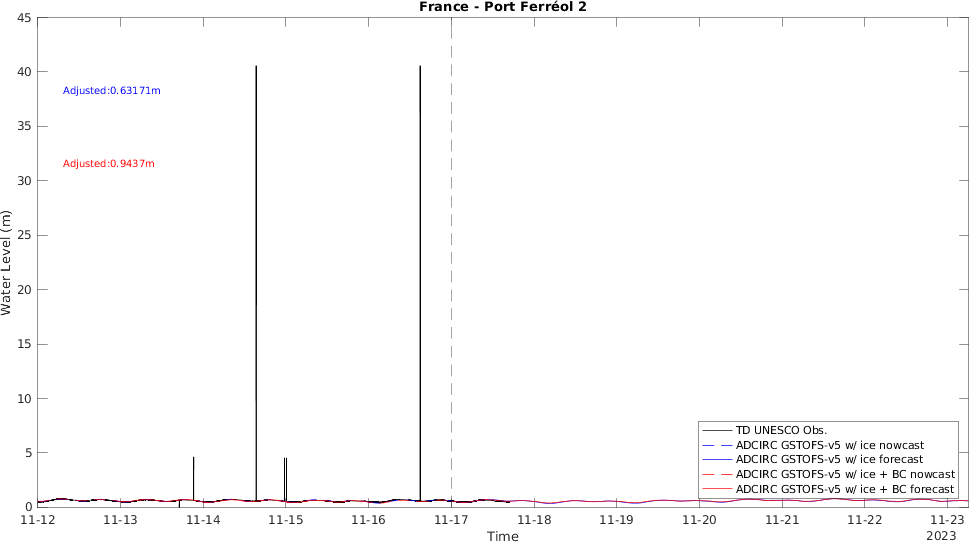 France - Port Ferréol 2
45
40
35
30
25
20
15
10
5
0
Water Level (m)
Adjusted:0.63171m
Adjusted:0.9437m
TD UNESCO Obs.
ADCIRC GSTOFS-v5 w/ ice nowcast
ADCIRC GSTOFS-v5 w/ ice forecast
ADCIRC GSTOFS-v5 w/ ice + BC nowcast
ADCIRC GSTOFS-v5 w/ ice + BC forecast
11-12 11-13 11-14 11-15 11-16 11-17 11-18 11-19 11-20 11-21 11-22 11-23
Time
2023